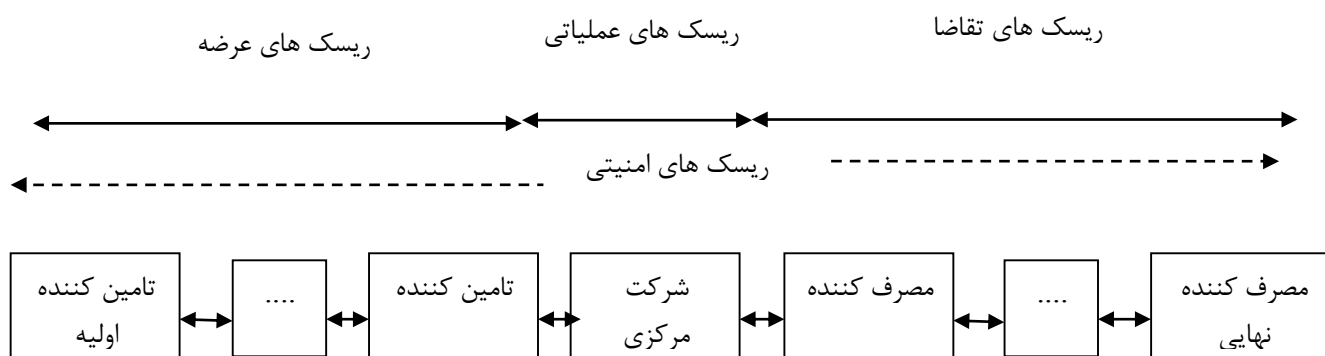 ریسک های تقاضا
ریسک های عملیاتی
ریسک های عرضه
ریسک های امنیتی
مصرف کننده
نهایی
....
مصرف کننده
شرکت
مرکزی
تامین کننده
....
تامین کننده
اولیه